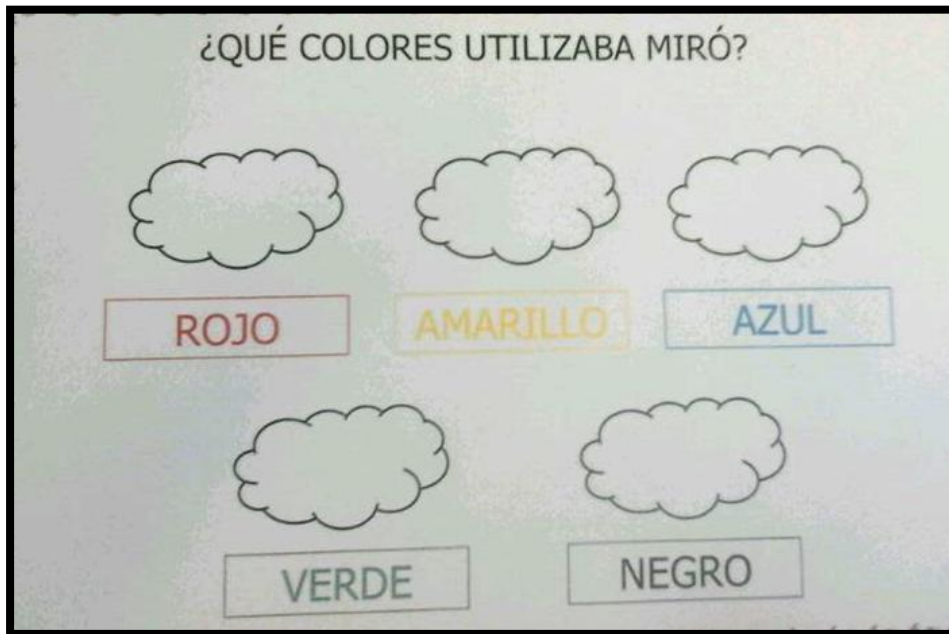 ¿QUÉ COLORES UTILIZABA MIRÓ?
ROJO
AMARILLO
AZUL
VERDE
NEGRO